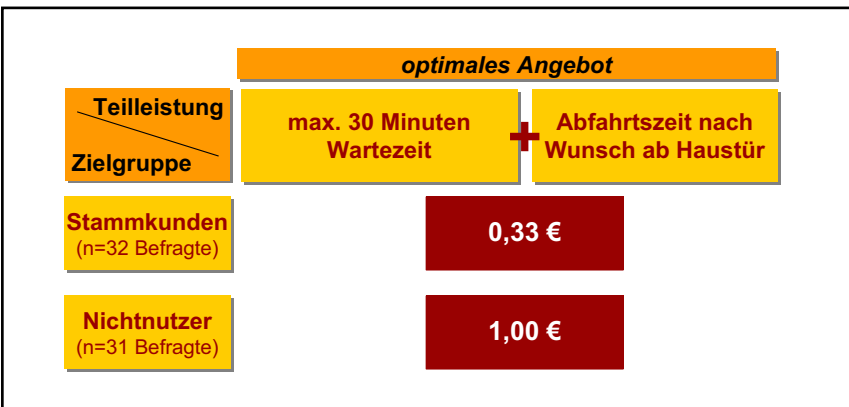 optimales Angebot
Teilleistung
Zielgruppe
max. 30 Minuten
Wartezeit
+
Abfahrtszeit nach
Wunsch ab Haustür
Stammkunden
(n=32 Befragte)
0,33 €
Nichtnutzer
(n=31 Befragte)
1,00 €